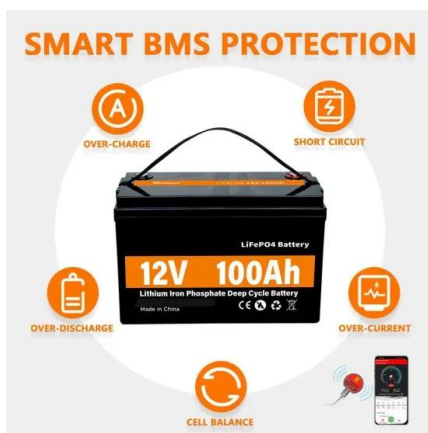 SMART BMS PROTECTION
OVER-CHARGE
SHORT CIRCUIT
LiFePO4 Battery
12V 100Ah
Lithium Iron Phosphate Deep Cycle Battery
Made in China
OVER-DISCHARGE
OVER-CURRENT
CELL BALANCE